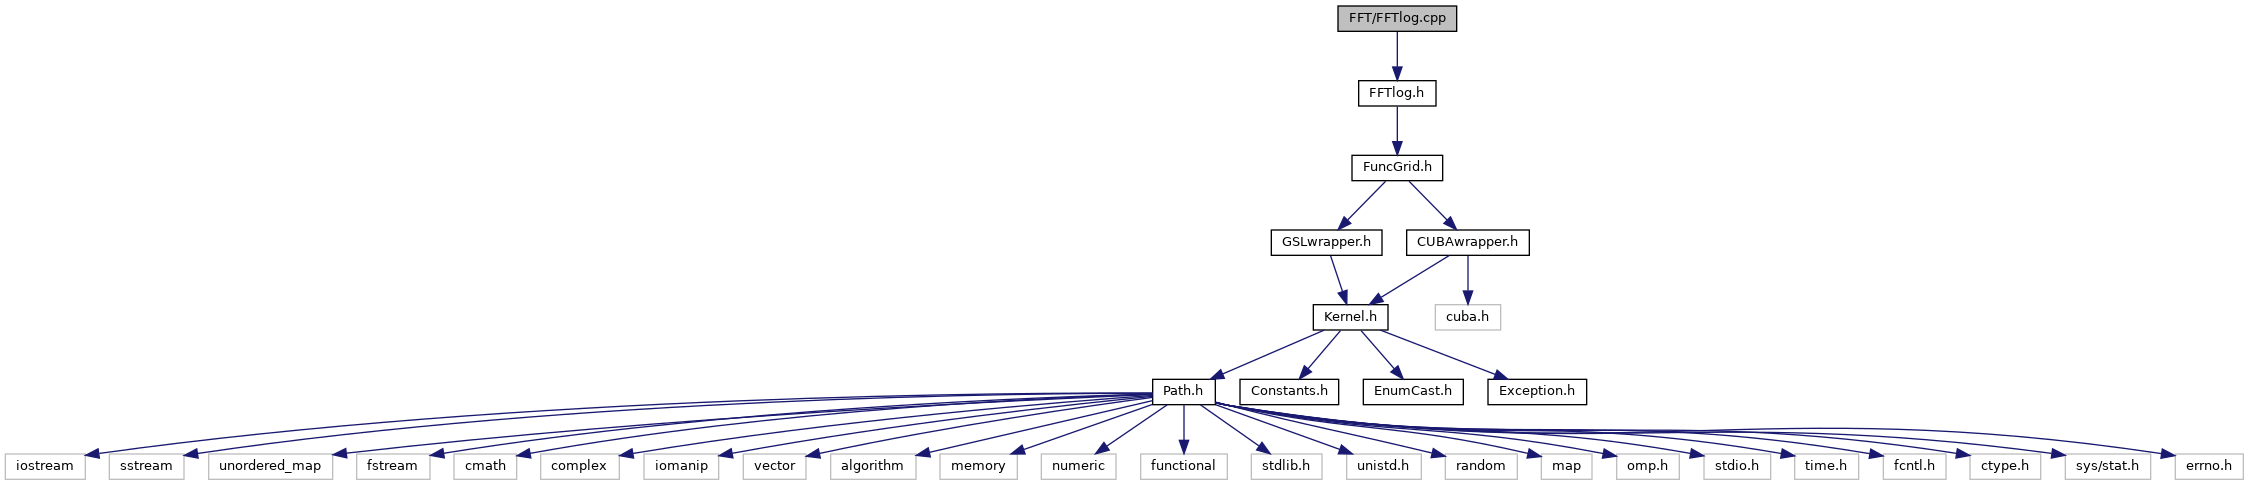 FFT/FFTlog.cpp
FFTlog.h
FuncGrid.h
GSLwrapper.h
CUBAwrapper.h
Kernel.h
cuba.h
Path.h
Constants.h
EnumCast.h
Exception.h
iostream
sstream
unordered_map
fstream
cmath
complex
iomanip
vector
algorithm
memory
numeric
functional
stdlib.h
unistd.h
random
map
omp.h
stdio.h
time.h
fcntl.h
ctype.h
sys/stat.h
errno.h